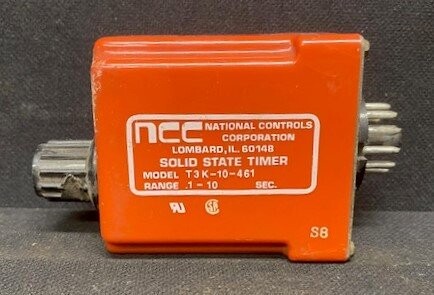 ncc NATIONAL CONTROLS
CORPORATION
LOMBARD, IL. 60148
SOLID STATE TIMER
MODEL T3K-10-461
RANGE .1-10 SEC.
S8